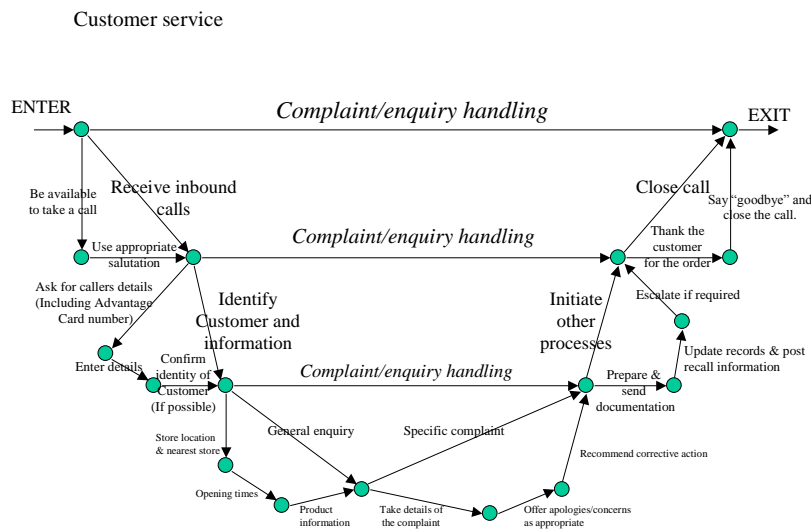 Customer service
ENTER
Complaint/enquiry handling
EXIT
Be available
to take a call
Receive inbound
calls
Close call
Say “goodbye” and
close the call.
Use appropriate
salutation
Complaint/enquiry handling
Thank the
customer
for the order
Ask for callers details
(Including Advantage
Card number)
Identify
Customer and
information
Initiate
other
processes
Escalate if required
Enter details
Confirm
identity of
Customer
(If possible)
Complaint/enquiry handling
Prepare &
send
documentation
Update records & post
recall information
Store location
& nearest store
General enquiry
Specific complaint
Recommend corrective action
Opening times
Product
information
Take details of
the complaint
Offer apologies/concerns
as appropriate